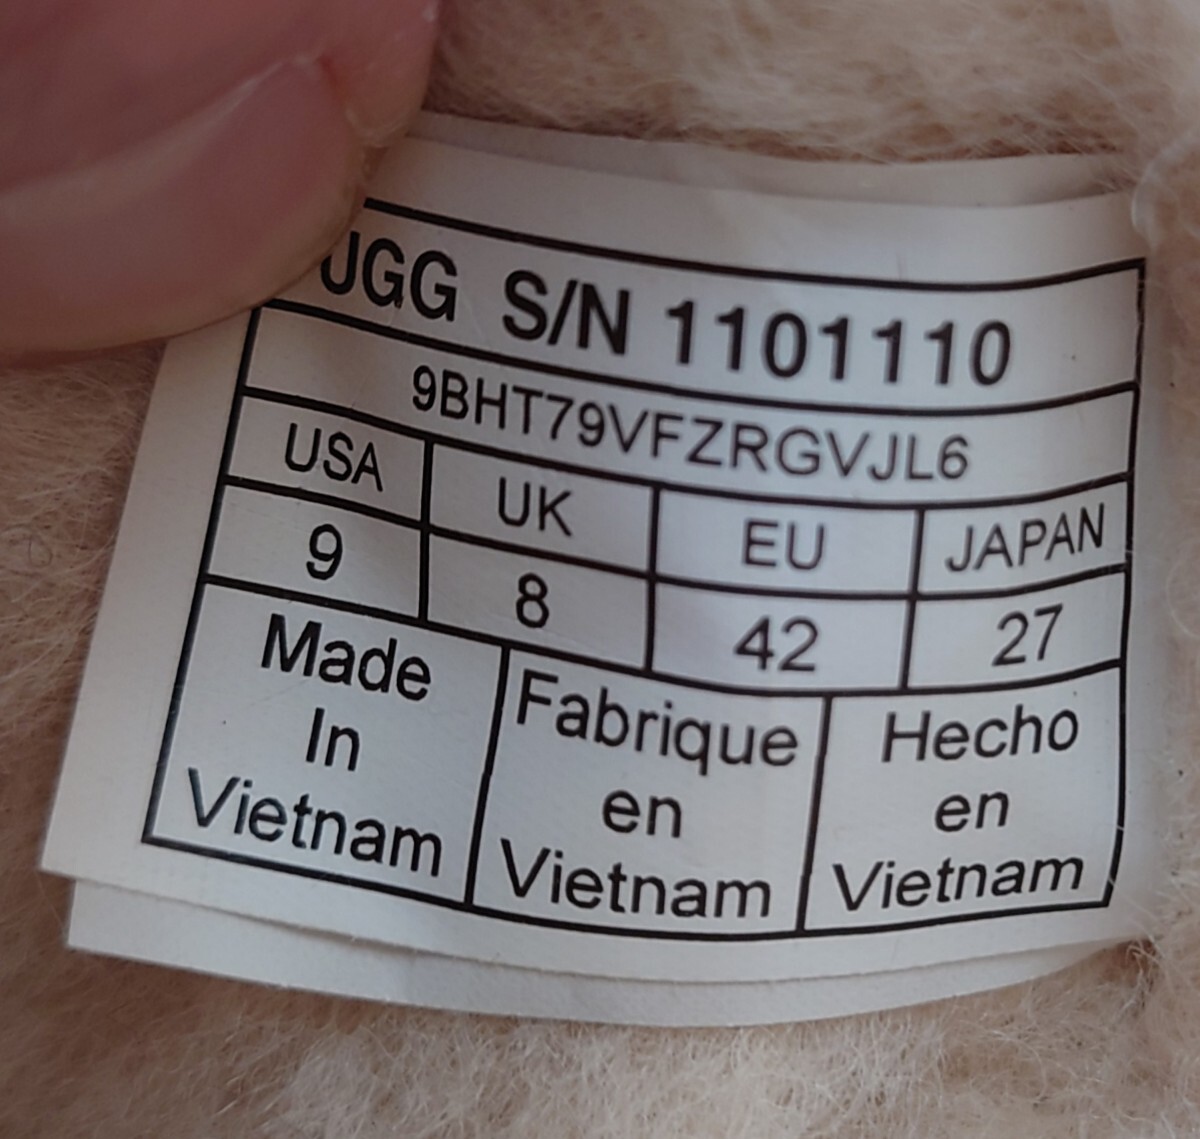 UGG S/N 1101110
9BHT79VFZRGVJL6
USA UK EU JAPAN
9 8 42 27
Made Fabrique Hecho
In en en
Vietnam Vietnam Vietnam